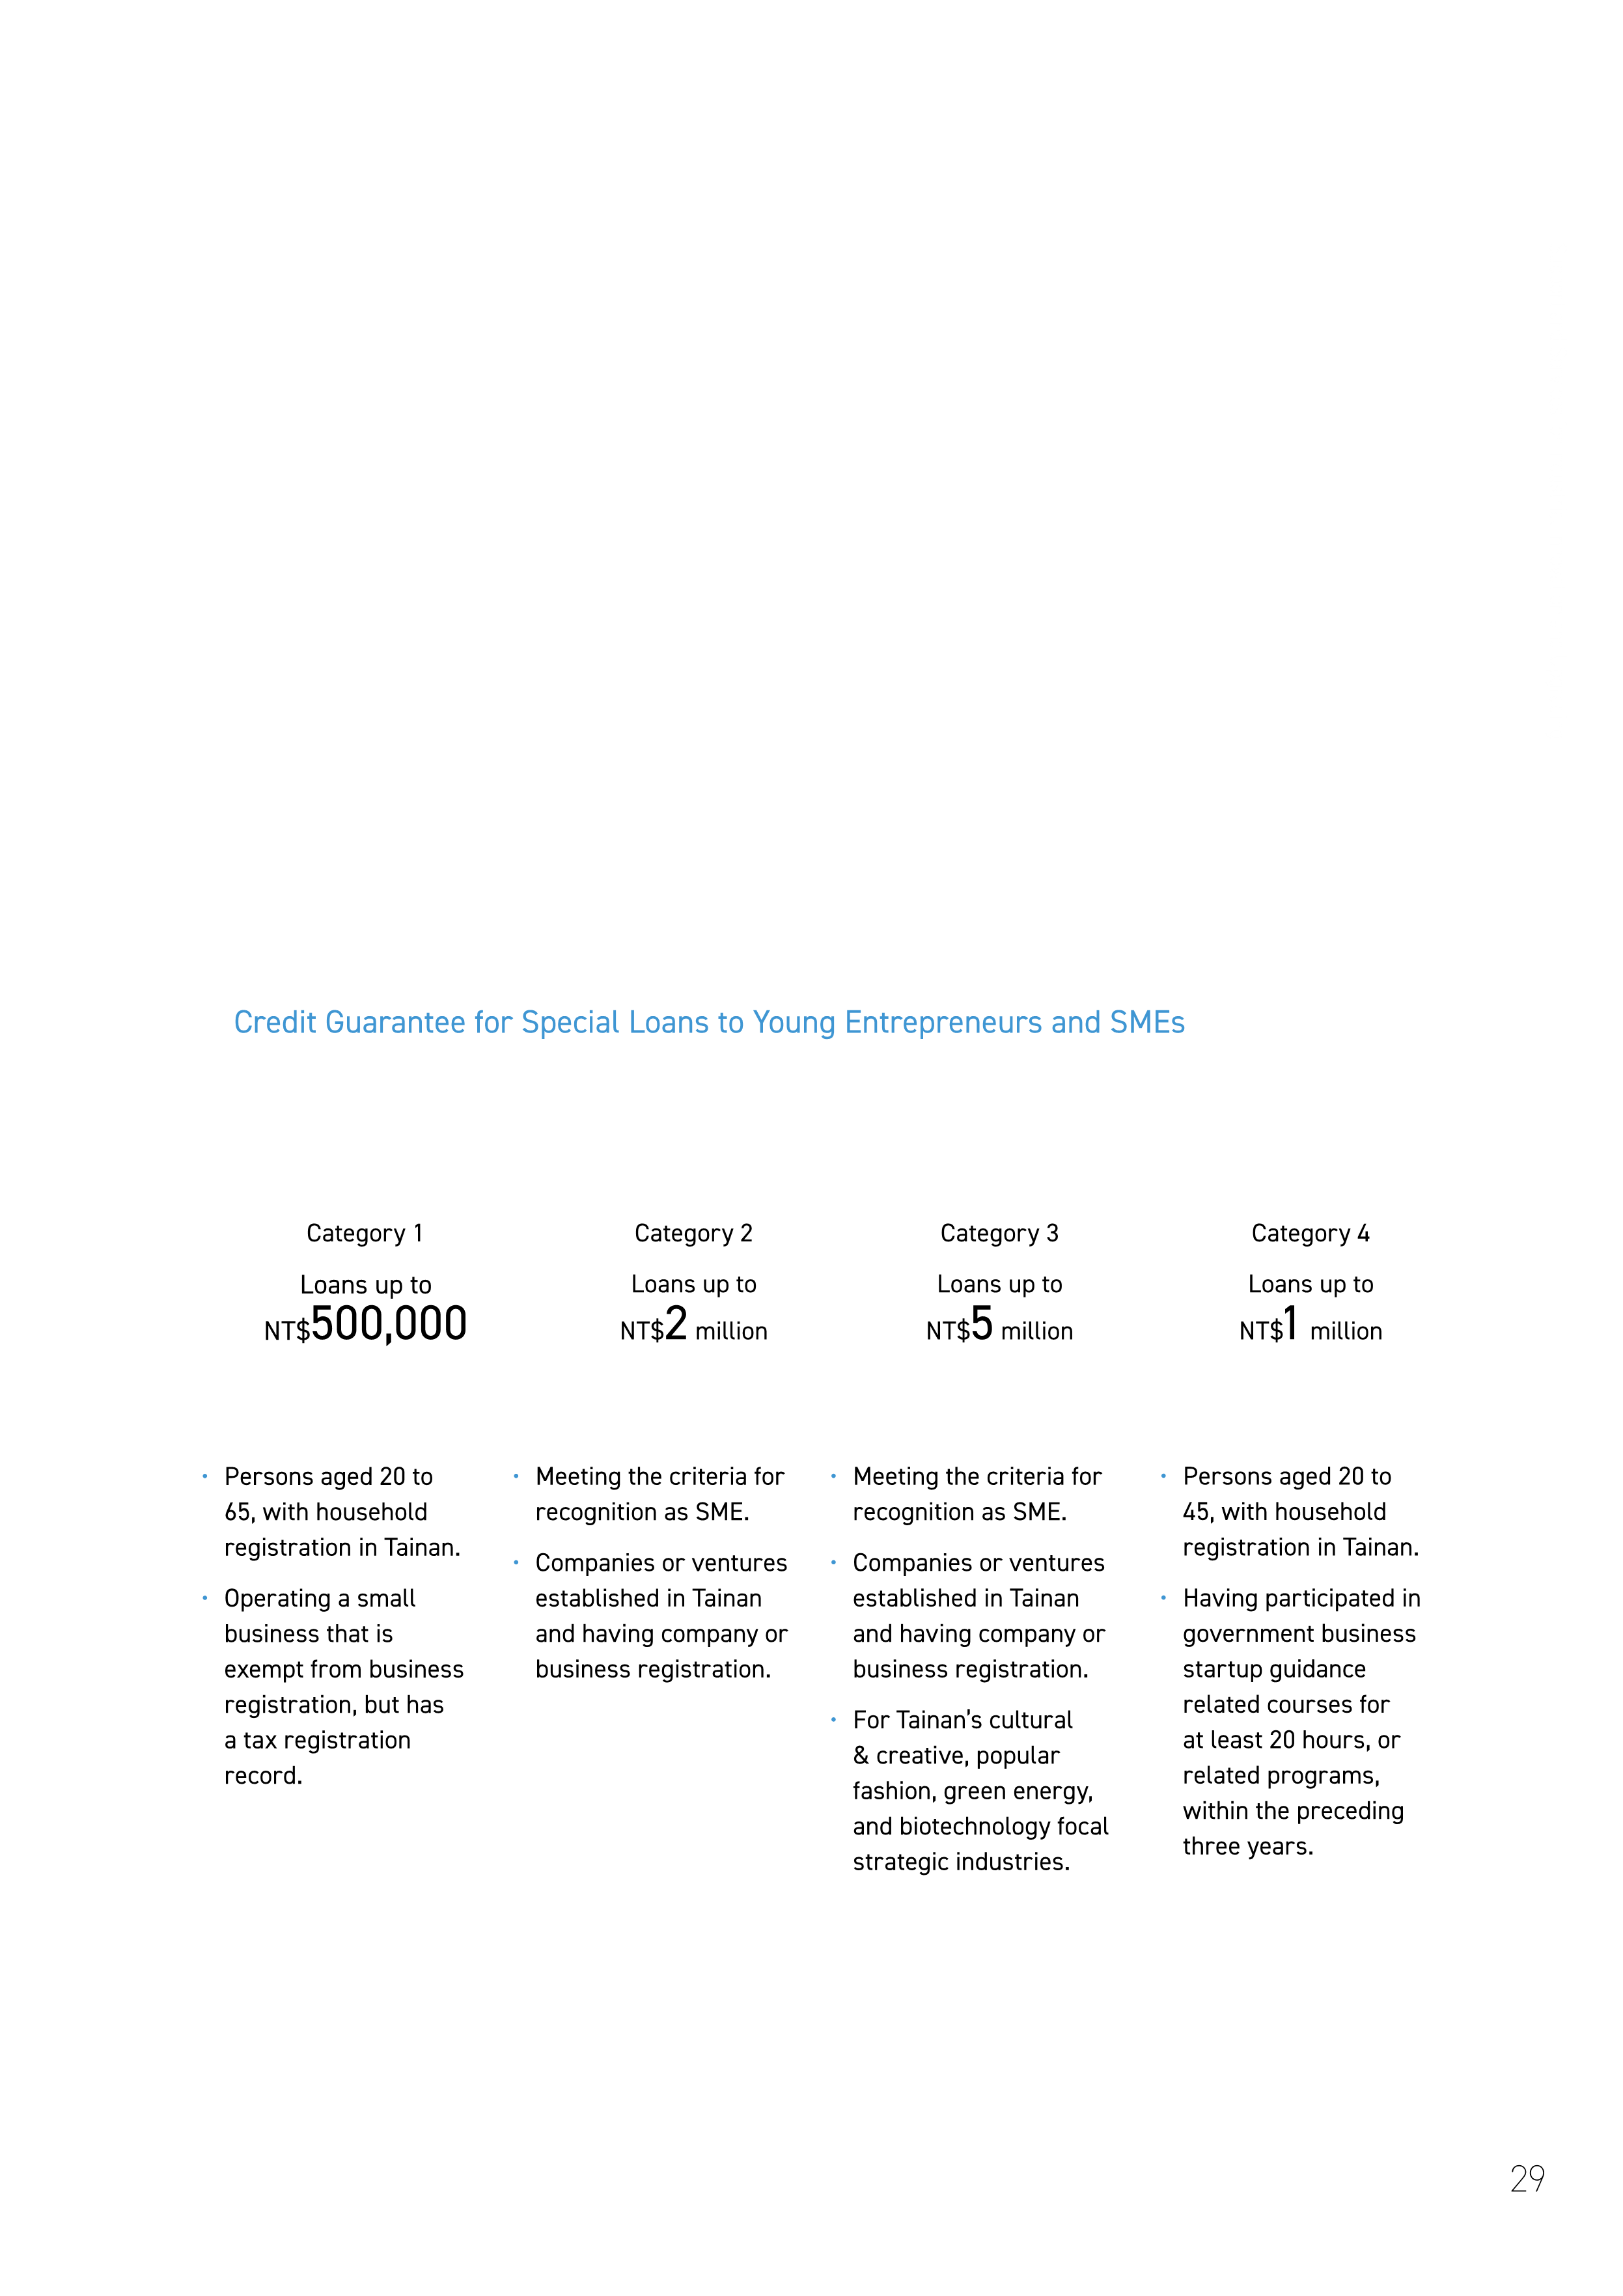 Credit Guarantee for Special Loans to Young Entrepreneurs and SMEs
Category 1
Loans up to
NT$500,000
Category 2
Loans up to
NT$2 million
Category 3
Loans up to
NT$5 million
Category 4
Loans up to
NT$1 million
• Persons aged 20 to
65, with household
registration in Tainan.
• Operating a small
business that is
exempt from business
registration, but has
a tax registration
record.
• Meeting the criteria for
recognition as SME.
• Companies or ventures
established in Tainan
and having company or
business registration.
• Meeting the criteria for
recognition as SME.
• Companies or ventures
established in Tainan
and having company or
business registration.
• For Tainan’s cultural
& creative, popular
fashion, green energy,
and biotechnology focal
strategic industries.
• Persons aged 20 to
45, with household
registration in Tainan.
• Having participated in
government business
startup guidance
related courses for
at least 20 hours, or
related programs,
within the preceding
three years.
29